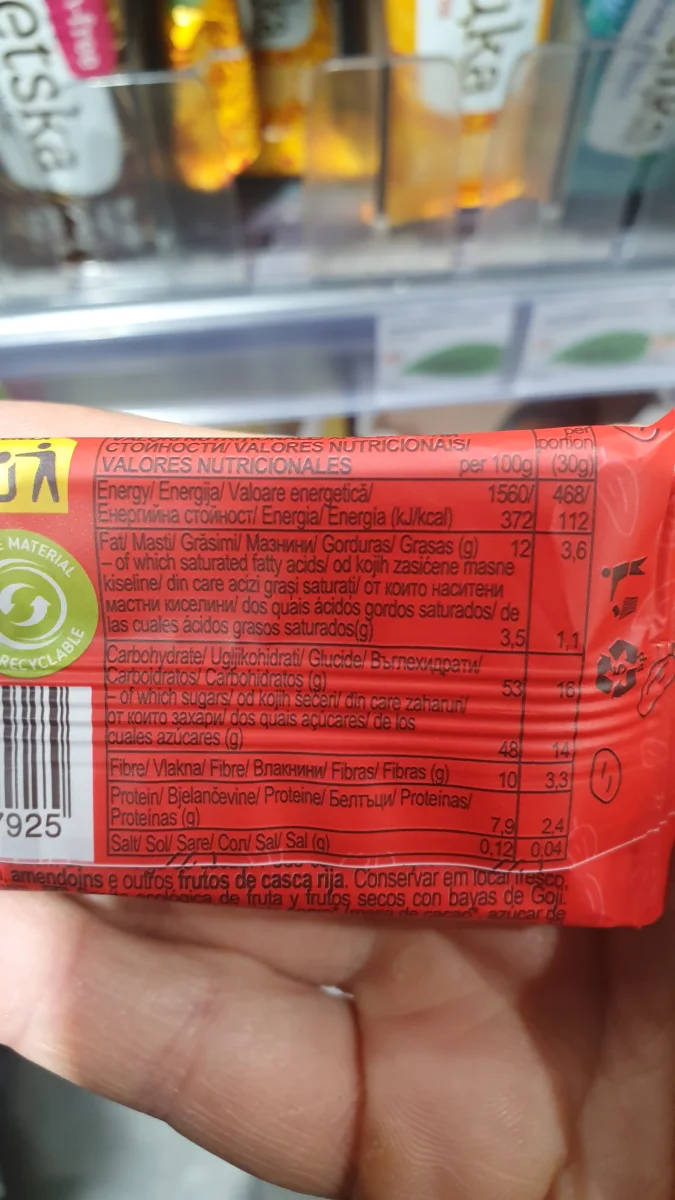 etska
СТОЙНОСТИ/ VALORES NUTRICIONAIS/
VALORES NUTRICIONALES
per 100g
per portion (30g)
Energy/ Energija/ Valoare energetică/ 1560/ 468/
Енергийна стойност/ Energia/ Energía (kJ/kcal) 372 112
Fat/ Masti/ Grăsimi/ Мазнини/ Gorduras/ Grasas (g) 12 3,6
– of which saturated fatty acids/ od kojih zasićene masne
kiseline/ din care acizi grași saturați/ от които наситени
мастни киселини/ dos quais ácidos gordos saturados/ de
las cuales ácidos grasos saturados(g) 3,5 1,1
Carbohydrate/ Ugljikohidrati/ Glucide/ Въглехидрати/
Carboidratos/ Carbohidratos (g) 53 16
– of which sugars/ od kojih šećeri/ din care zaharuri/
от които захари/ dos quais açúcares/ de los
cuales azúcares (g) 48 14
Fibre/ Vlakna/ Fibre/ Влакнини/ Fibras/ Fibras (g) 10 3,3
Protein/ Bjelančevine/ Proteine/ Белтъци/ Proteínas/
Proteinas (g) 7,9 2,4
Salt/ Sol/ Sare/ Сол/ Sal/ Sal (g) 0,12 0,04
MATERIAL
RECYCLABLE
7925
amendoins e outros frutos de casca rija. Conservar em local fresco,
de fruta y frutos secos con bayas de Goji.
de cacao azúcar de